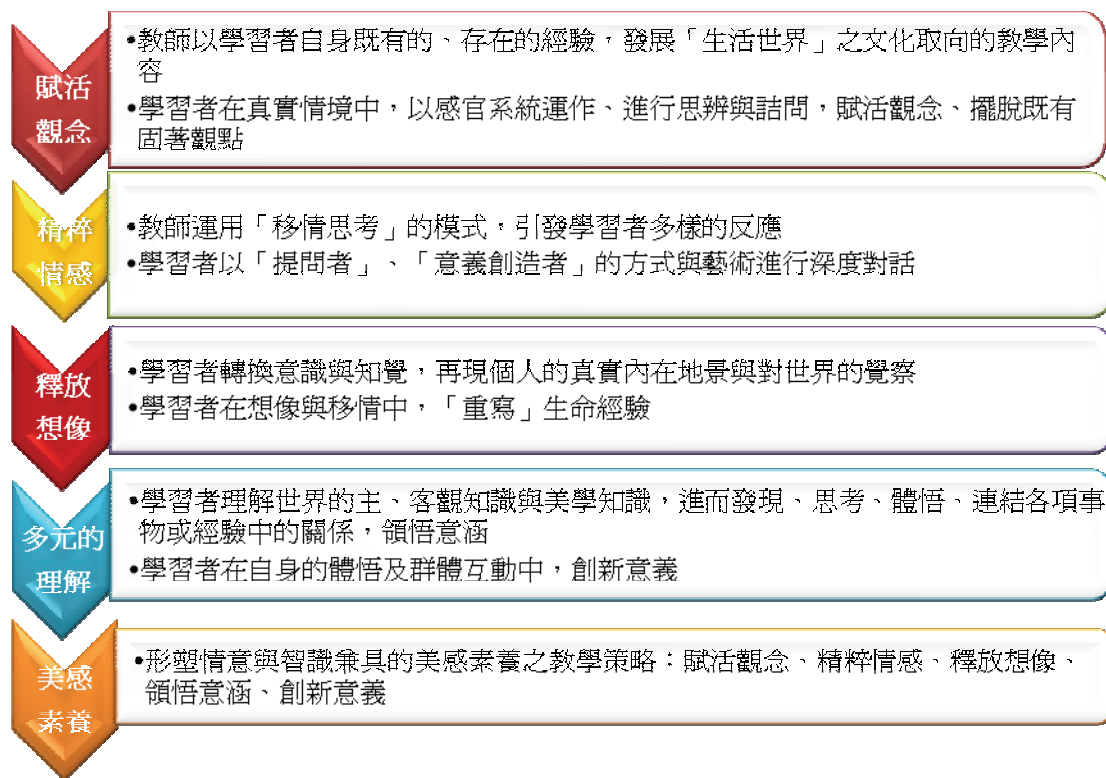 賦活
觀念
•教師以學習者自身既有的、存在的經驗，發展「生活世界」之文化取向的教學內
容
•學習者在真實情境中，以感官系統運作、進行思辨與詰問，賦活觀念、擺脫既有
固著觀點
精粹
情感
•教師運用「移情思考」的模式，引發學習者多樣的反應
•學習者以「提問者」、「意義創造者」的方式與藝術進行深度對話
釋放
想像
•學習者轉換意識與知覺，再現個人的真實內在地景與對世界的覺察
•學習者在想像與移情中，「重寫」生命經驗
多元的
理解
•學習者理解世界的主、客觀知識與美學知識，進而發現、思考、體悟、連結各項事
物或經驗中的關係，領悟意涵
•學習者在自身的體悟及群體互動中，創新意義
美感
素養
•形塑情意與智識兼具的美感素養之教學策略：賦活觀念、精粹情感、釋放想像、
領悟意涵、創新意義